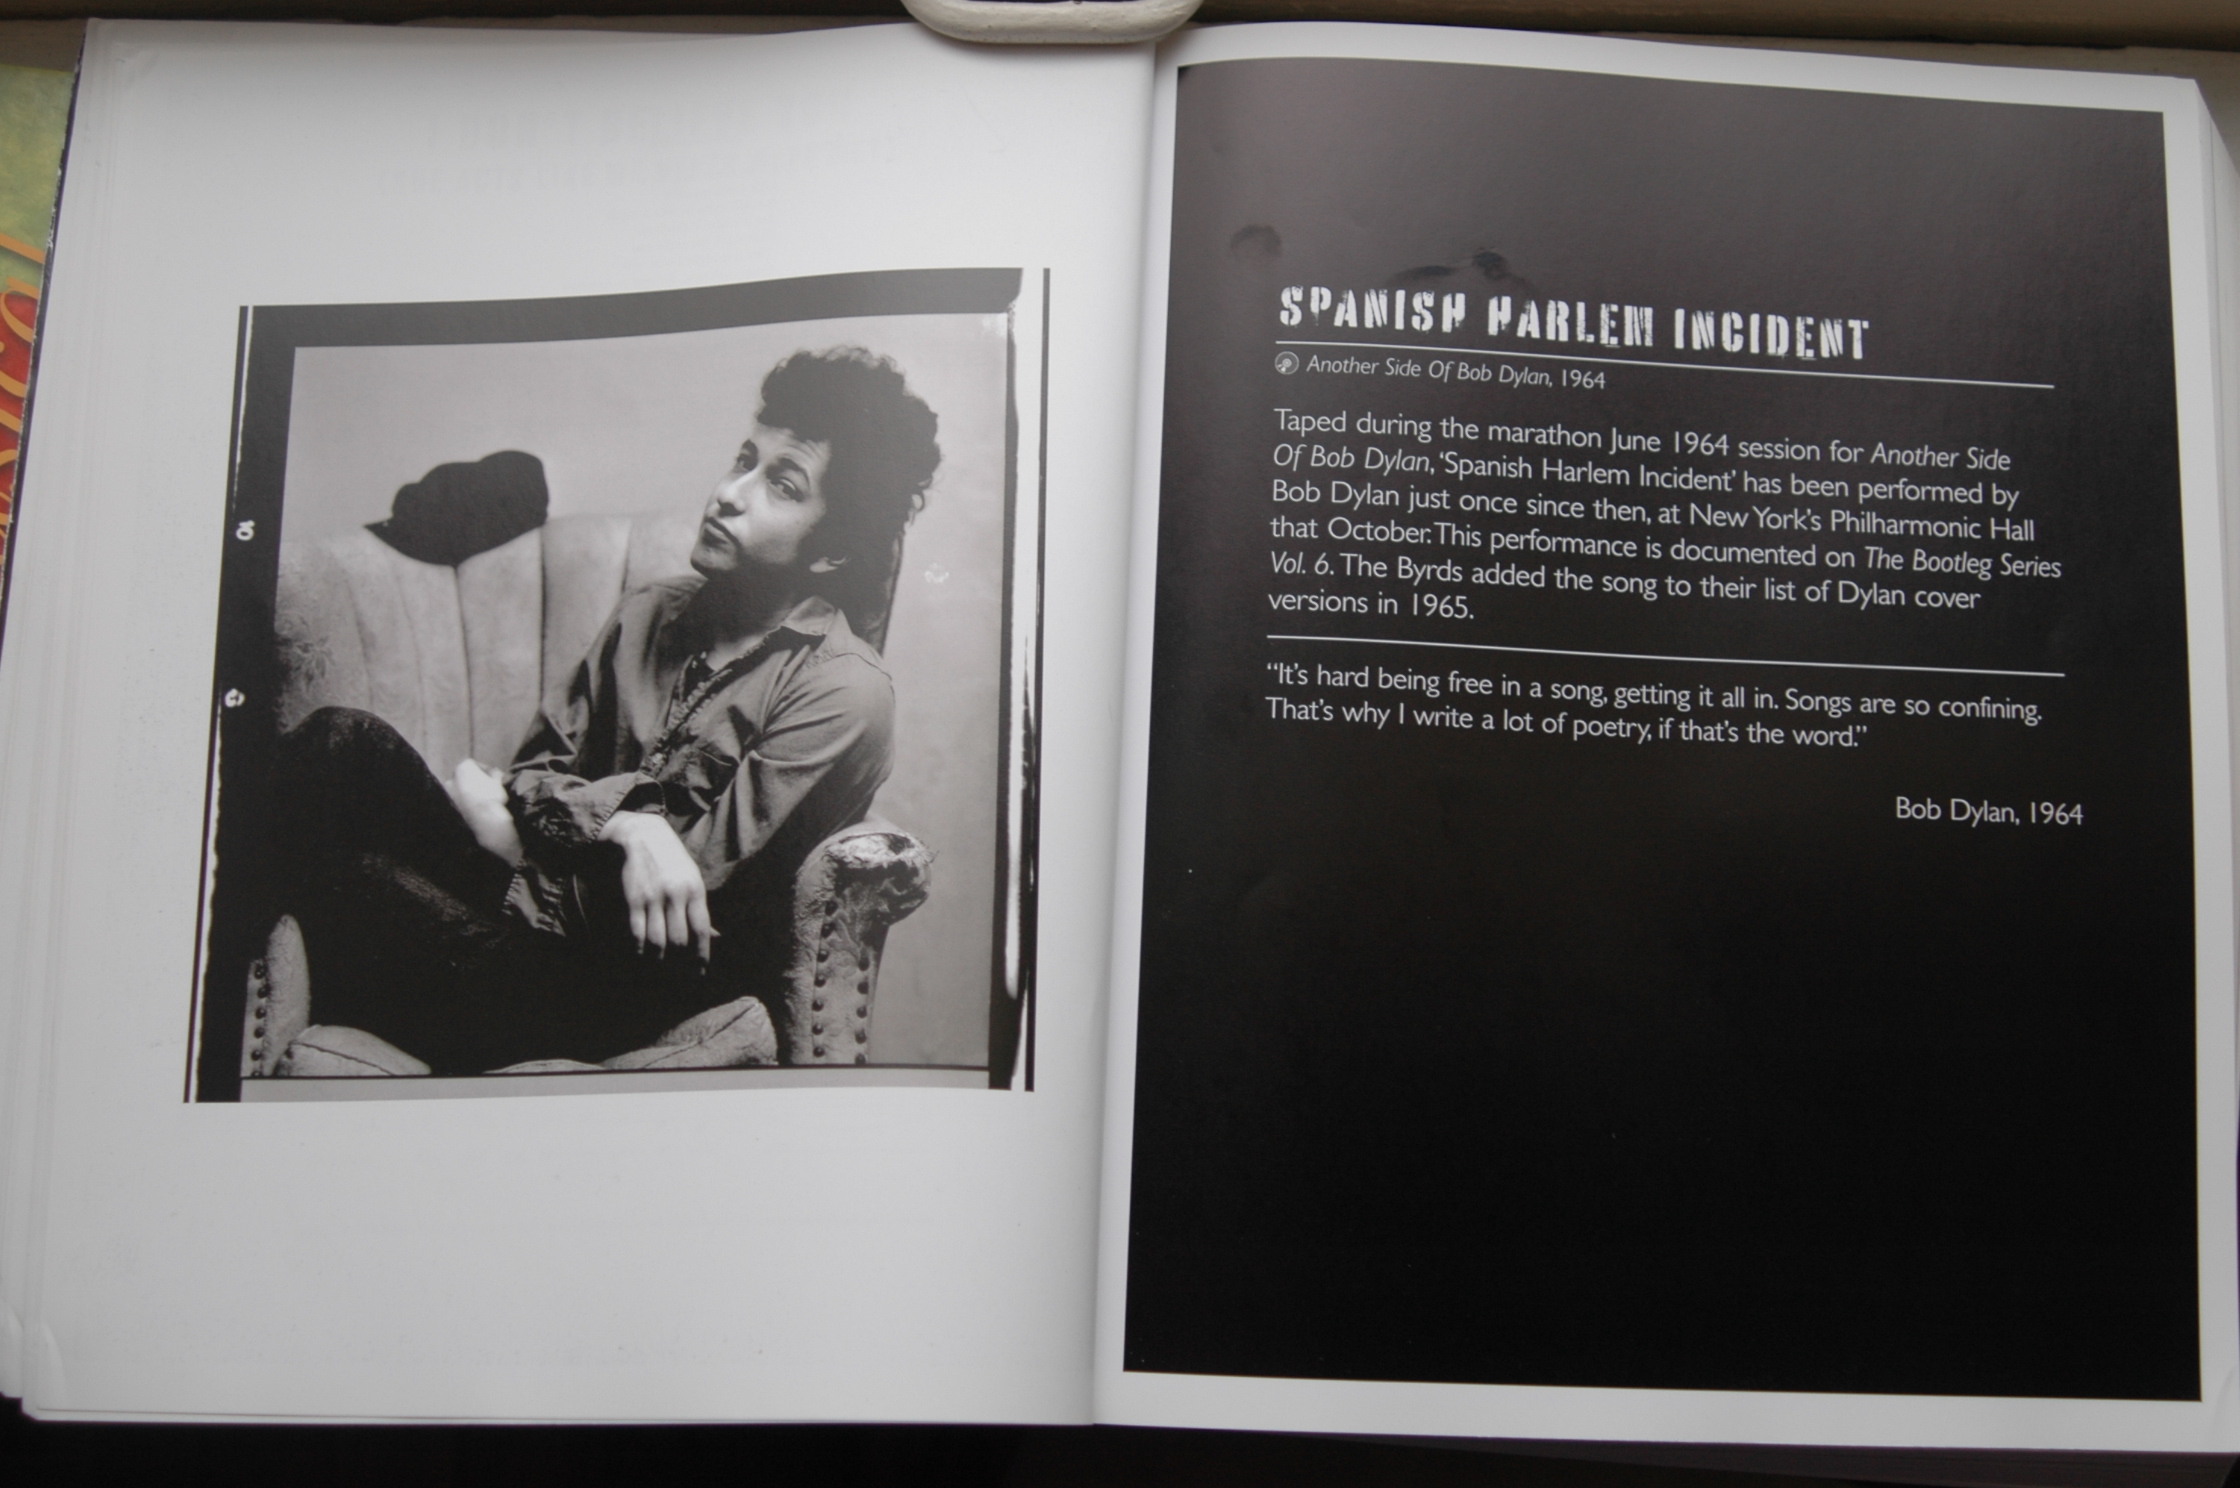 SPANISH HARLEM INCIDENT
Another Side Of Bob Dylan, 1964
Taped during the marathon June 1964 session for Another Side
Of Bob Dylan, ‘Spanish Harlem Incident’ has been performed by
Bob Dylan just once since then, at New York’s Philharmonic Hall
that October. This performance is documented on The Bootleg Series
Vol. 6. The Byrds added the song to their list of Dylan cover
versions in 1965.
“It’s hard being free in a song, getting it all in. Songs are so confining.
That’s why I write a lot of poetry, if that’s the word.”
Bob Dylan, 1964